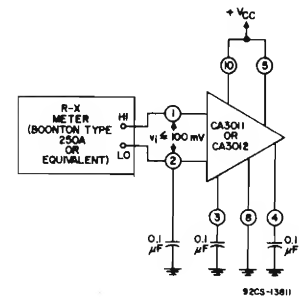 + VCC
10
5
R-X
METER
(BOONTON TYPE
250A
OR
EQUIVALENT)
HI
LO
1
vi ≤ 100 mV
2
CA3011
OR
CA3012
3
8
4
0.1
μF
0.1
μF
0.1
μF
92CS-13811